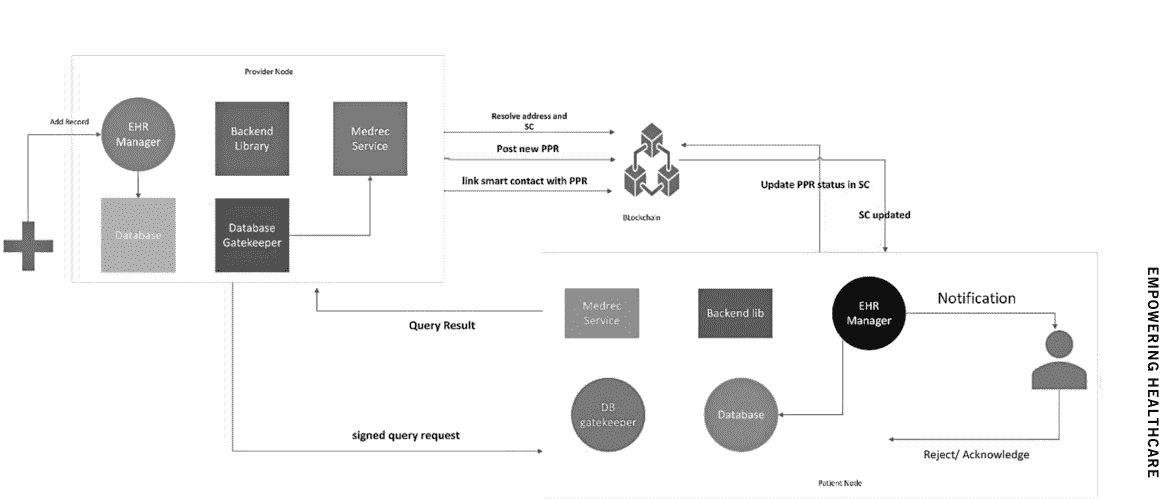 Provider Node
Add Record
EHR
Manager
Backend
Library
Medrec
Service
Database
Database
Gatekeeper
Resolve address and
SC
Post new PPR
link smart contact with PPR
BLockchain
Update PPR status in SC
SC updated
Query Result
signed query request
Medrec
Service
Backend lib
EHR
Manager
Notification
DB
gatekeeper
Database
Reject/ Acknowledge
Patient Node
EMPOWERING HEALTHCARE